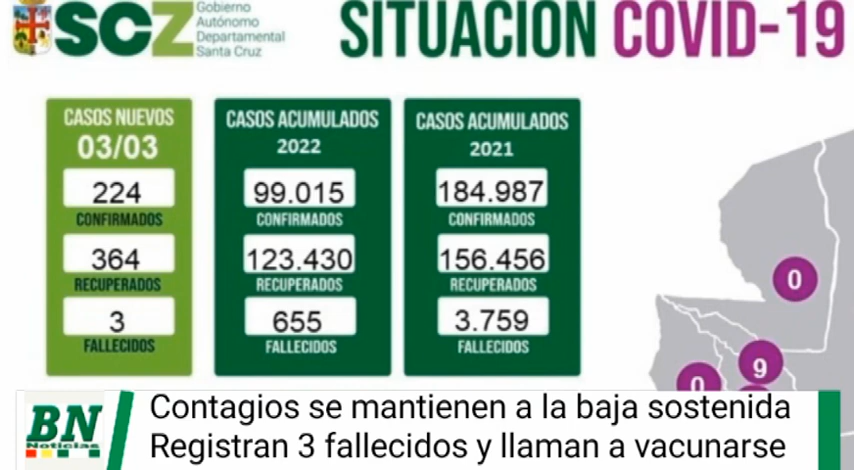 SCZ
Gobierno
Autónomo
Departamental
Santa Cruz
SITUACIÓN COVID-19
CASOS NUEVOS
03/03
224
CONFIRMADOS
364
RECUPERADOS
3
FALLECIDOS
CASOS ACUMULADOS
2022
99.015
CONFIRMADOS
123.430
RECUPERADOS
655
FALLECIDOS
CASOS ACUMULADOS
2021
184.987
CONFIRMADOS
156.456
RECUPERADOS
3.759
FALLECIDOS
0
9
0
BN
Noticias
Contagios se mantienen a la baja sostenida
Registran 3 fallecidos y llaman a vacunarse